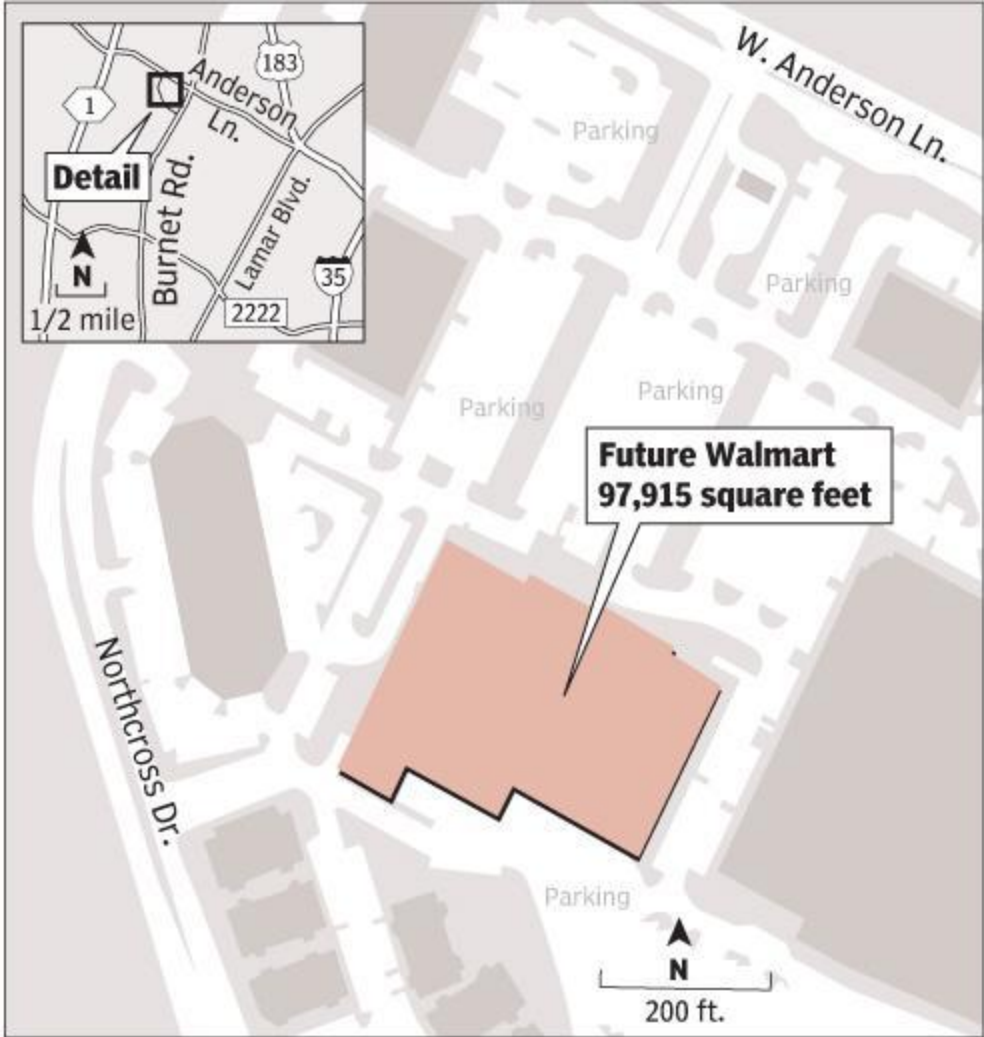 183
1
Anderson
Ln.
Detail
Burnet Rd.
Lamar Blvd.
N
1/2 mile
35
2222
W. Anderson Ln.
Parking
Parking
Parking
Parking
Future Walmart
97,915 square feet
Northcross Dr.
Parking
N
200 ft.